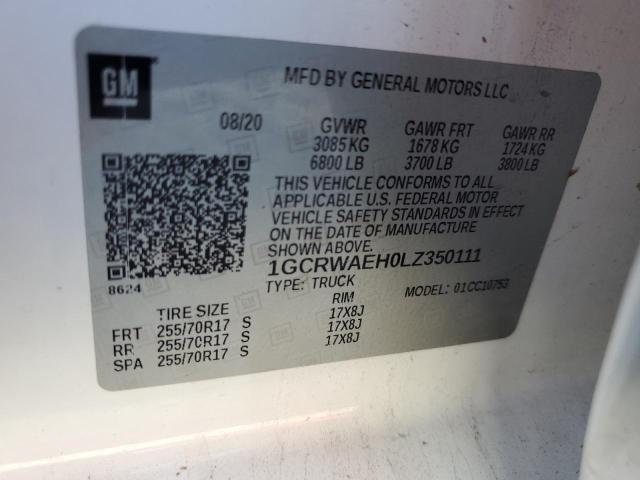 GM
MFD BY GENERAL MOTORS LLC
08/20 GVWR GAWR FRT GAWR RR
3085 KG 1678 KG 1724 KG
6800 LB 3700 LB 3800 LB
THIS VEHICLE CONFORMS TO ALL
APPLICABLE U.S. FEDERAL MOTOR
VEHICLE SAFETY STANDARDS IN EFFECT
ON THE DATE OF MANUFACTURE
SHOWN ABOVE.
1GCRWAEH0LZ350111
8624
TYPE: TRUCK MODEL: 01CC10753
TIRE SIZE RIM
FRT 255/70R17 S 17X8J
RR 255/70R17 S 17X8J
SPA 255/70R17 S 17X8J